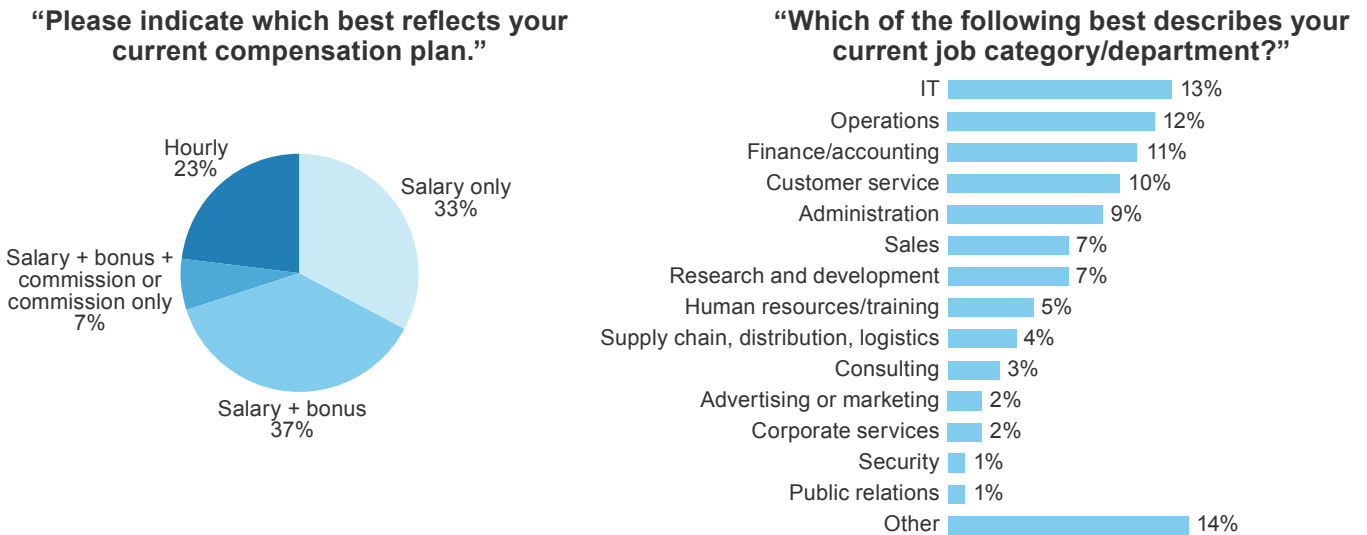 “Please indicate which best reflects your
current compensation plan.”
Hourly
23%
Salary only
33%
Salary + bonus +
commission or
commission only
7%
Salary + bonus
37%
“Which of the following best describes your
current job category/department?”
IT 13%
Operations 12%
Finance/accounting 11%
Customer service 10%
Administration 9%
Sales 7%
Research and development 7%
Human resources/training 5%
Supply chain, distribution, logistics 4%
Consulting 3%
Advertising or marketing 2%
Corporate services 2%
Security 1%
Public relations 1%
Other 14%